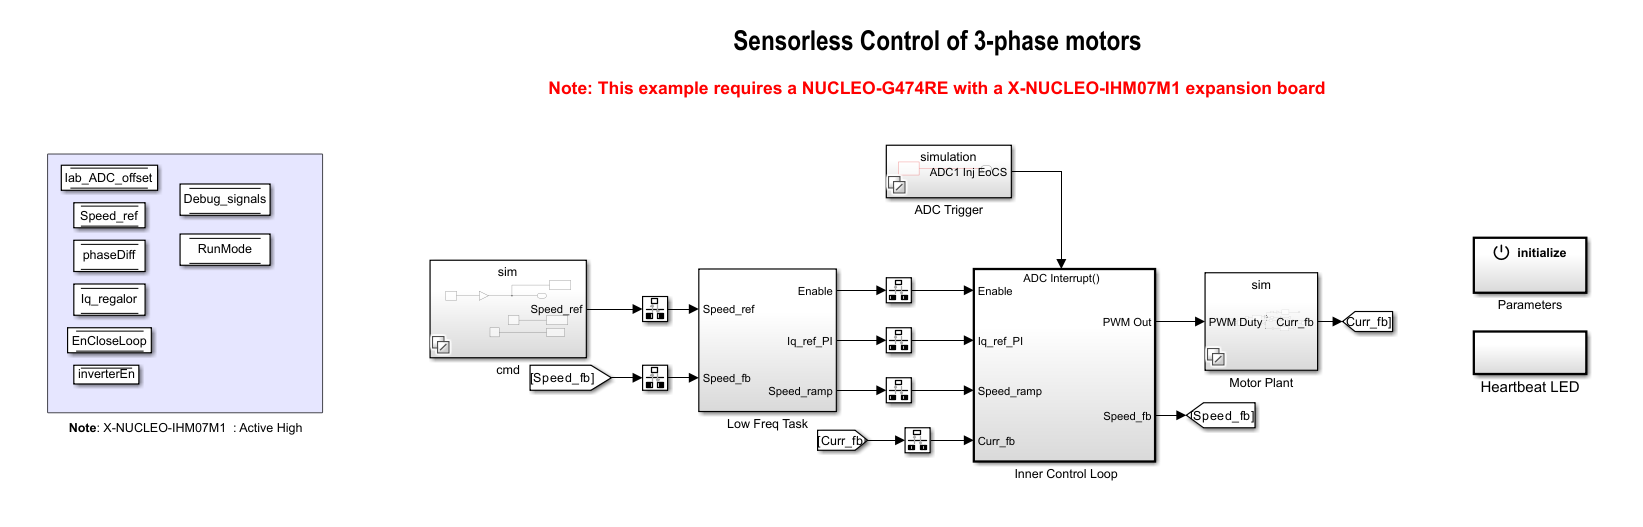 Sensorless Control of 3-phase motors
Note: This example requires a NUCLEO-G474RE with a X-NUCLEO-IHM07M1 expansion board
Iab_ADC_offset
Speed_ref
phaseDiff
Iq_regalor
EnCloseLoop
inverterEn
Debug_signals
RunMode
Note: X-NUCLEO-IHM07M1  : Active High
sim
Speed_ref
cmd
[Speed_fb]
Speed_ref
Speed_fb
Enable
Iq_ref_PI
Speed_ramp
Low Freq Task
[Curr_fb
simulation
ADC1 Inj EoCS
ADC Trigger
ADC Interrupt()
Enable
Iq_ref_PI
Speed_ramp
Curr_fb
PWM Out
Speed_fb
Inner Control Loop
sim
PWM Duty
Curr_fb
Motor Plant
Curr_fb]
[Speed_fb]
initialize
Parameters
Heartbeat LED